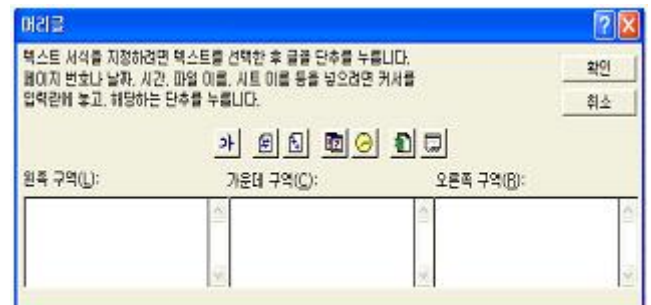 머리글
텍스트 서식을 지정하려면 텍스트를 선택한 후 글꼴 단추를 누릅니다.
페이지 번호나 날짜, 시간, 파일 이름, 시트 이름 등을 넣으려면 커서를
입력란에 놓고, 해당하는 단추를 누릅니다.
확인
취소
가
왼쪽 구역(L):
가운데 구역(C):
오른쪽 구역(R):